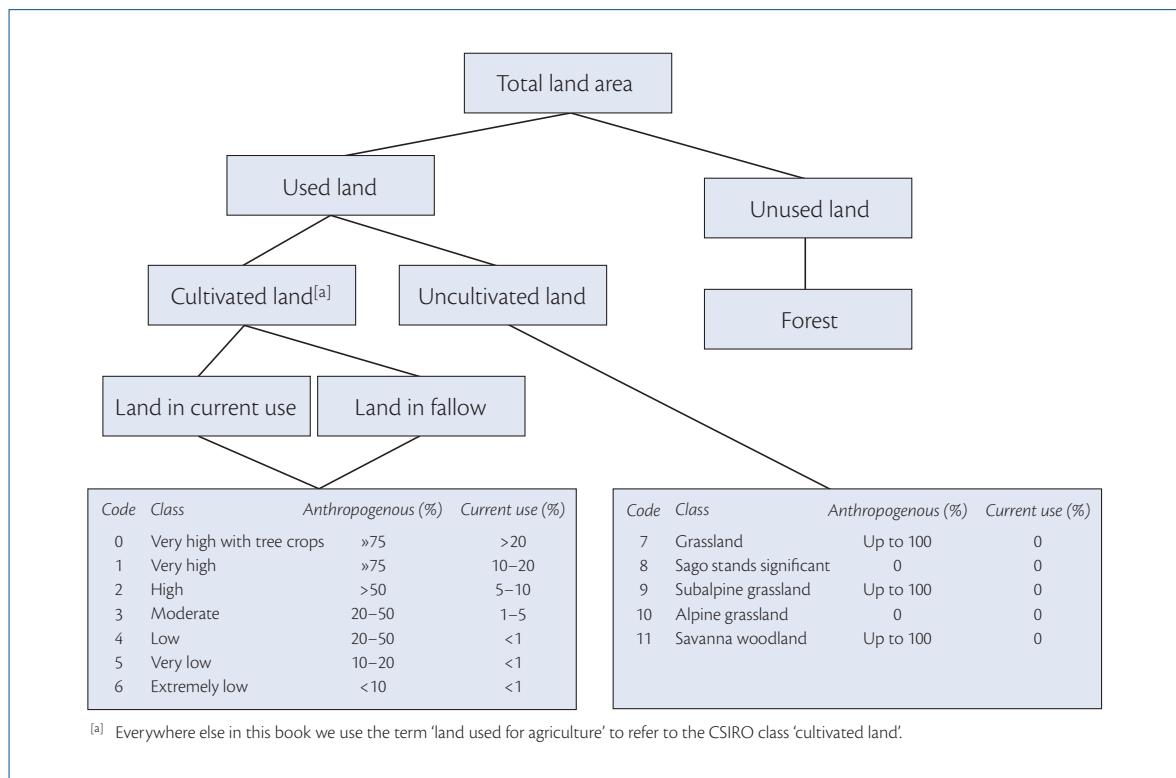 Total land area
Used land
Unused land
Cultivated land[a]
Uncultivated land
Forest
Land in current use
Land in fallow
Code Class Anthropogenous (%) Current use (%)
0 Very high with tree crops »75 >20
1 Very high »75 10–20
2 High >50 5–10
3 Moderate 20–50 1–5
4 Low 20–50 <1
5 Very low 10–20 <1
6 Extremely low <10 <1
Code Class Anthropogenous (%) Current use (%)
7 Grassland Up to 100 0
8 Sago stands significant 0 0
9 Subalpine grassland Up to 100 0
10 Alpine grassland 0 0
11 Savanna woodland Up to 100 0
[a] Everywhere else in this book we use the term ‘land used for agriculture’ to refer to the CSIRO class ‘cultivated land’.